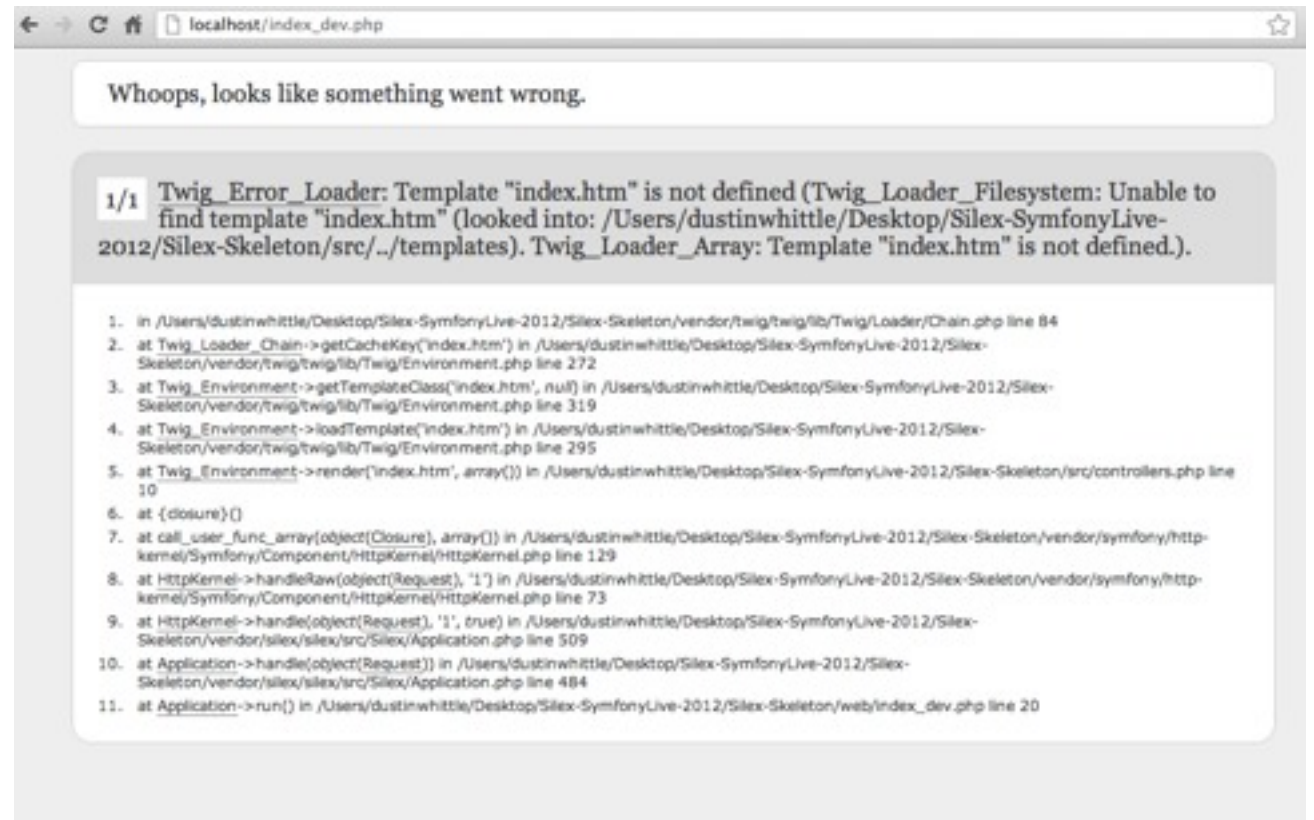 localhost/index_dev.php
Whoops, looks like something went wrong.
1/1 Twig_Error_Loader: Template "index.htm" is not defined (Twig_Loader_Filesystem: Unable to
find template "index.htm" (looked into: /Users/dustinwhittle/Desktop/Silex-SymfonyLive-
2012/Silex-Skeleton/src/../templates). Twig_Loader_Array: Template "index.htm" is not defined.).
1. in /Users/dustinwhittle/Desktop/Silex-SymfonyLive-2012/Silex-Skeleton/vendor/twig/twig/lib/Twig/Loader/Chain.php line 84
2. at Twig_Loader_Chain->getCacheKey('index.htm') in /Users/dustinwhittle/Desktop/Silex-SymfonyLive-2012/Silex-
Skeleton/vendor/twig/twig/lib/Twig/Environment.php line 272
3. at Twig_Environment->getTemplateClass('index.htm', null) in /Users/dustinwhittle/Desktop/Silex-SymfonyLive-2012/Silex-
Skeleton/vendor/twig/twig/lib/Twig/Environment.php line 319
4. at Twig_Environment->loadTemplate('index.htm') in /Users/dustinwhittle/Desktop/Silex-SymfonyLive-2012/Silex-
Skeleton/vendor/twig/twig/lib/Twig/Environment.php line 295
5. at Twig_Environment->render('index.htm', array()) in /Users/dustinwhittle/Desktop/Silex-SymfonyLive-2012/Silex-Skeleton/src/controllers.php line
10
6. at {closure}()
7. at call_user_func_array(object(Closure), array()) in /Users/dustinwhittle/Desktop/Silex-SymfonyLive-2012/Silex-Skeleton/vendor/symfony/http-
kernel/Symfony/Component/HttpKernel/HttpKernel.php line 129
8. at HttpKernel->handleRaw(object(Request), '1') in /Users/dustinwhittle/Desktop/Silex-SymfonyLive-2012/Silex-Skeleton/vendor/symfony/http-
kernel/Symfony/Component/HttpKernel/HttpKernel.php line 73
9. at HttpKernel->handle(object(Request), '1', true) in /Users/dustinwhittle/Desktop/Silex-SymfonyLive-2012/Silex-
Skeleton/vendor/silex/silex/src/Silex/Application.php line 509
10. at Application->handle(object(Request)) in /Users/dustinwhittle/Desktop/Silex-SymfonyLive-2012/Silex-
Skeleton/vendor/silex/silex/src/Silex/Application.php line 484
11. at Application->run() in /Users/dustinwhittle/Desktop/Silex-SymfonyLive-2012/Silex-Skeleton/web/index_dev.php line 20